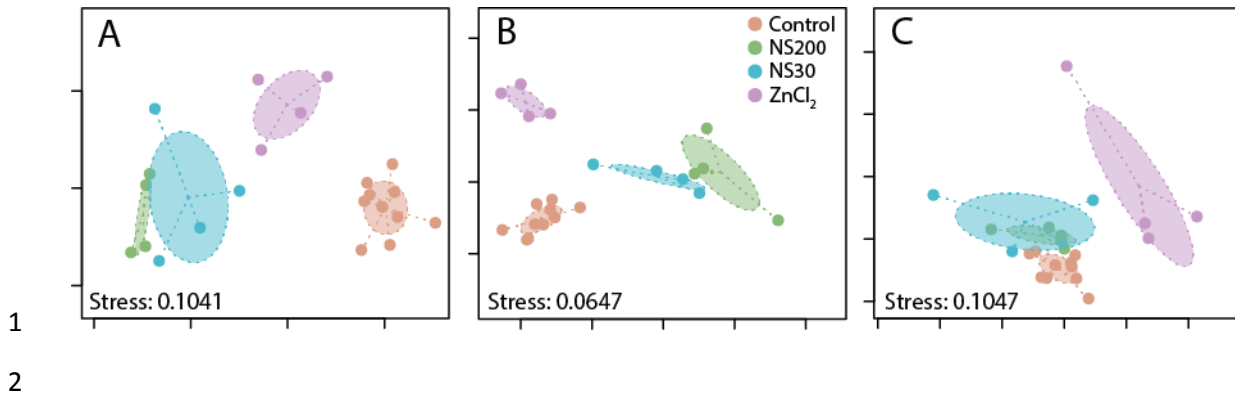 A
B
C
Control
NS200
NS30
ZnCl₂
Stress: 0.1041
Stress: 0.0647
Stress: 0.1047
1
2